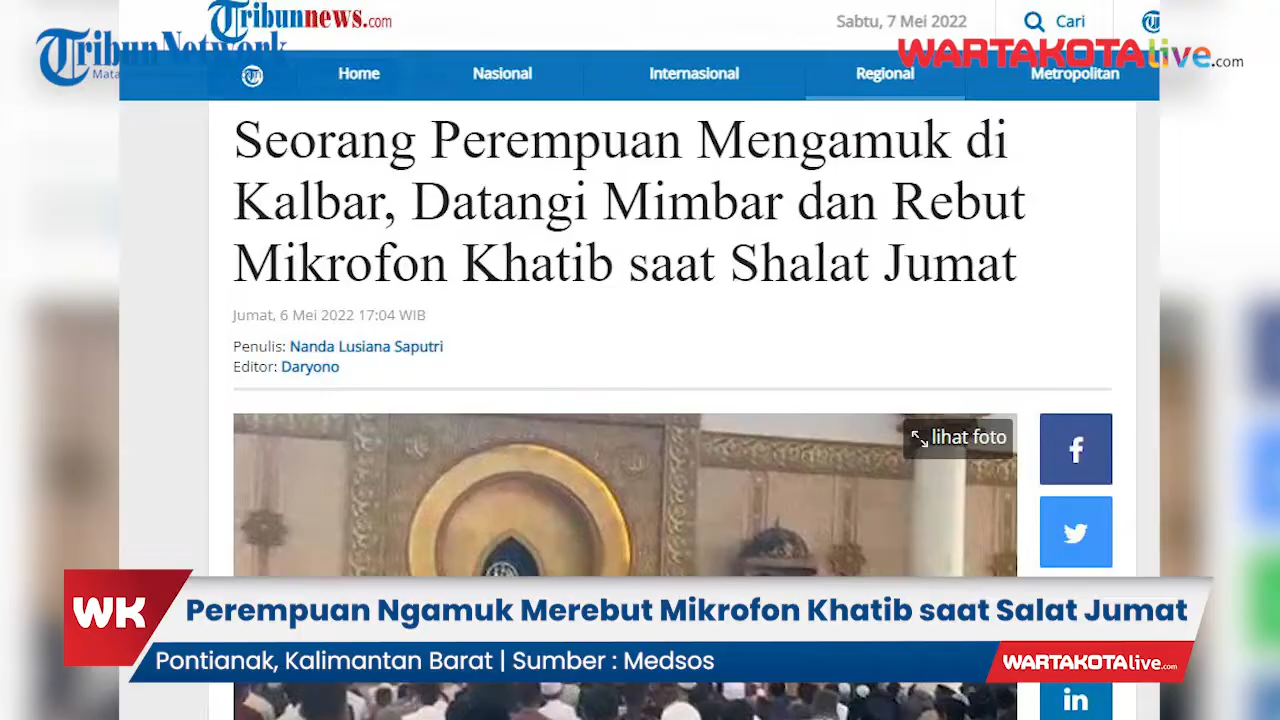 Tribunnews.com
Sabtu, 7 Mei 2022
Cari
TribunNetwork
Mata
WARTAKOTAlive.com
Home
Nasional
Internasional
Regional
Metropolitan
Seorang Perempuan Mengamuk di
Kalbar, Datangi Mimbar dan Rebut
Mikrofon Khatib saat Shalat Jumat
Jumat, 6 Mei 2022 17:04 WIB
Penulis: Nanda Lusiana Saputri
Editor: Daryono
lihat foto
f
WK
Perempuan Ngamuk Merebut Mikrofon Khatib saat Salat Jumat
Pontianak, Kalimantan Barat | Sumber : Medsos
WARTAKOTAlive.com
in